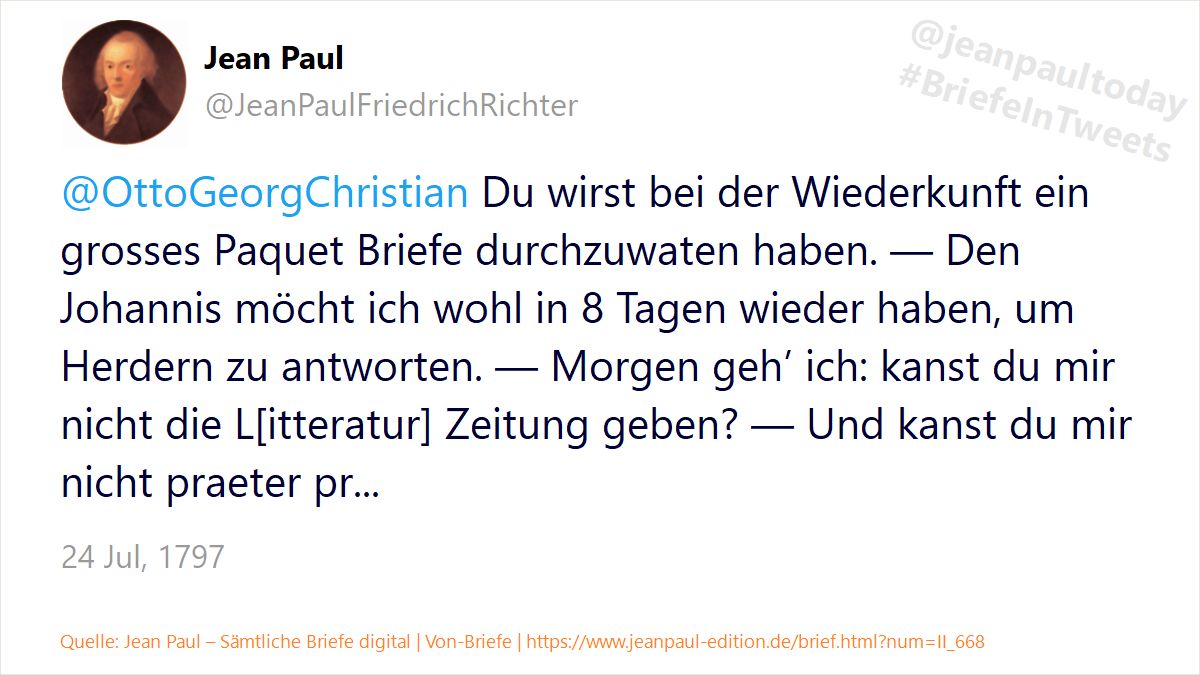 Jean Paul
@JeanPaulFriedrichRichter
@jeanpaultoday
#BriefeInTweets
@OttoGeorgChristian Du wirst bei der Wiederkunft ein
grosses Paquet Briefe durchzuwaten haben. — Den
Johannis möcht ich wohl in 8 Tagen wieder haben, um
Herdern zu antworten. — Morgen geh’ ich: kanst du mir
nicht die L[itteratur] Zeitung geben? — Und kanst du mir
nicht praeter pr...
24 Jul, 1797
Quelle: Jean Paul – Sämtliche Briefe digital | Von-Briefe | https://www.jeanpaul-edition.de/brief.html?num=II_668